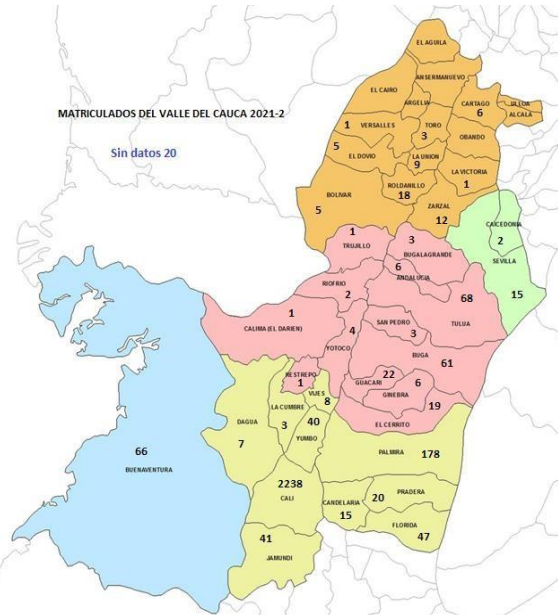 EL AGUILA
ANSERMANUEVO
EL CAIRO
ARGELIA
CARTAGO
ULLOA
6
ALCALA
MATRICULADOS DEL VALLE DEL CAUCA 2021-2
1 VERSALLES
TORO
3
OBANDO
5
Sin datos 20
EL DOVIO
LA UNION
9
LA VICTORIA
1
ROLDANILLO
18
BOLIVAR
5
ZARZAL
12
CAICEDONIA
2
1
TRUJILLO
3
BUGALAGRANDE
SEVILLA
15
6
ANDALUCIA
RIOFRIO
2
68
TULUA
1
CALIMA (EL DARIEN)
4
YOTOCO
SAN PEDRO
3
BUGA
61
RESTREPO
1
22
GUACARI
6
GINEBRA
VIJES
8
19
EL CERRITO
LA CUMBRE
3
40
YUMBO
DAGUA
7
66
BUENAVENTURA
PALMIRA
178
2238
CALI
CANDELARIA
15
20
PRADERA
FLORIDA
47
41
JAMUNDI